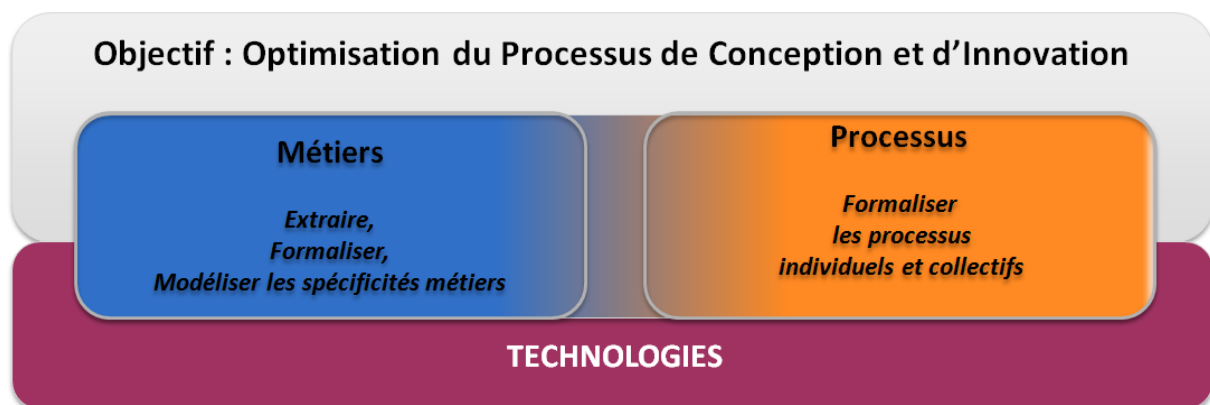 Objectif : Optimisation du Processus de Conception et d’Innovation
Métiers
Extraire,
Formaliser,
Modéliser les spécificités métiers
Processus
Formaliser
les processus
individuels et collectifs
TECHNOLOGIES